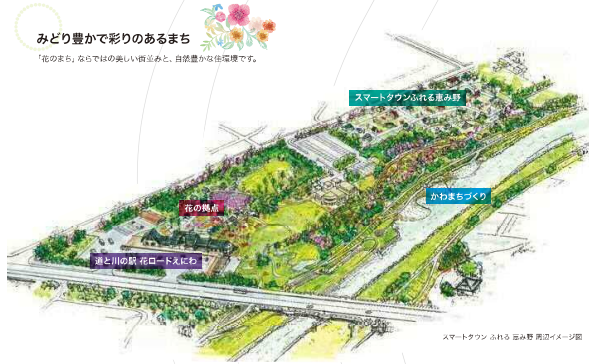 みどり豊かで彩りのあるまち
「花のまち」ならではの美しい街並みと、自然豊かな住環境です。
スマートタウンふれる恵み野
かわまちづくり
花の拠点
道と川の駅 花ロードえにわ
スマートタウン ふれる 恵み野 周辺イメージ図